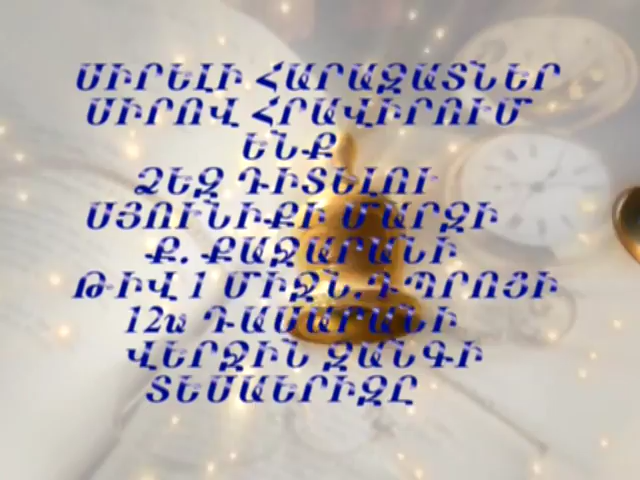 ՍԻՐԵԼԻ ՀԱՐԱԶԱՏՆԵՐ
ՍԻՐՈՎ ՀՐԱՎԻՐՈՒՄ
ԵՆՔ
ՁԵԶ ԴԻՏԵԼՈՒ
ՍՅՈՒՆԻՔԻ ՄԱՐԶԻ
Ք. ՔԱՋԱՐԱՆԻ
ԹԻՎ 1 ՄԻՋՆ.ԴՊՐՈՑԻ
12ա ԴԱՍԱՐԱՆԻ
ՎԵՐՋԻՆ ԶԱՆԳԻ
ՏԵՍԱԵՐԻԶԸ